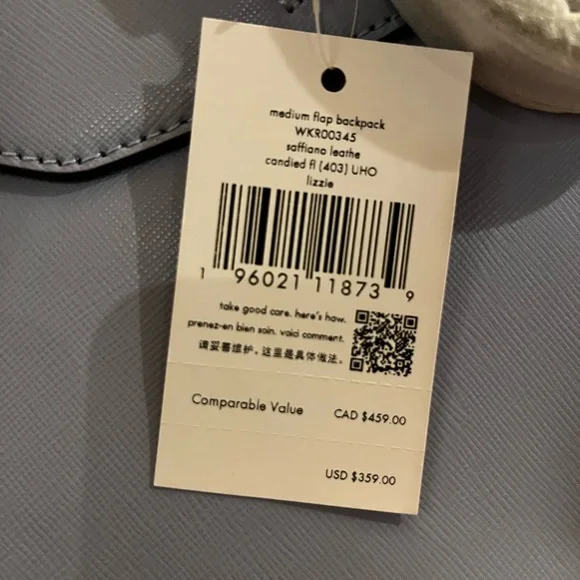 medium flap backpack
WKR00345
saffiano leathe
candied fl (403) UHO
lizzie
1 96021 11873 9
take good care. here's how.
prenez-en bien soin. voici comment.
请妥善维护。这里是具体做法。
Comparable Value CAD $459.00
USD $359.00